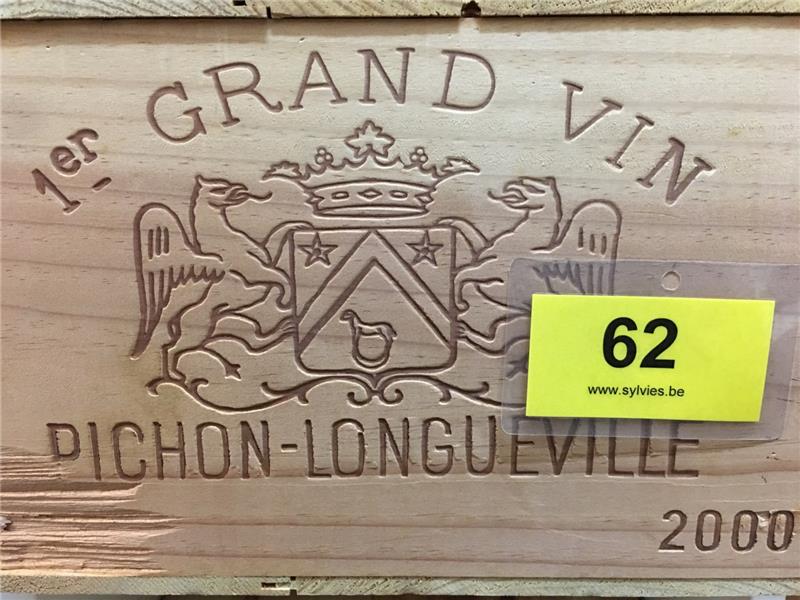 1er GRAND VIN
62
www.sylvies.be
PICHON-LONGUEVILLE
2000